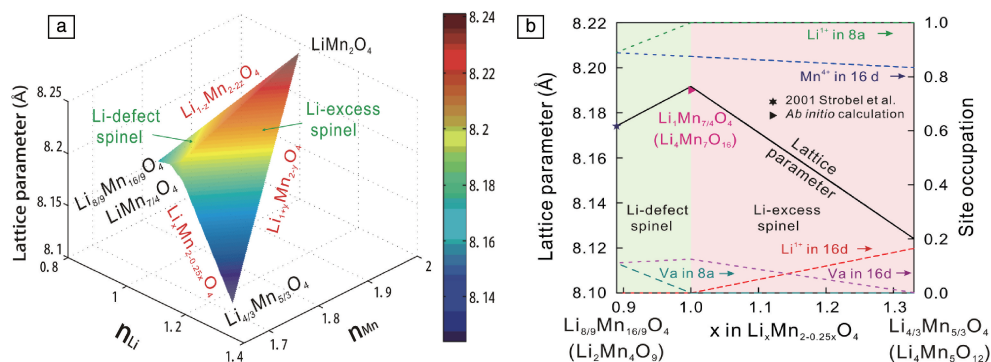 a
Lattice parameter (Å)
8.25
8.2
8.15
8.1
0.8
1
1.2
1.4
n_Li
1.7
1.8
1.9
2
n_Mn
LiMn₂O₄
Li₁₋zMn₂₋₂zO₄
Li-defect
spinel
Li-excess
spinel
Li₈/₉Mn₁₆/₉O₄
LiMn₇/₄O₄
LiₓMn₂₋₀.₂₅ₓO₄
Li₁₊yMn₂₋yO₄
Li₄/₃Mn₅/₃O₄
8.24
8.22
8.20
8.18
8.16
8.14
b
Lattice parameter (Å)
8.22
8.20
8.18
8.16
8.14
8.12
8.10
Li¹⁺ in 8a
Mn⁴⁺ in 16 d
2001 Strobel et al.
Ab initio calculation
Li₁Mn₇/₄O₄
(Li₄Mn₇O₁₆)
Lattice
parameter
Li-defect
spinel
Li-excess
spinel
Li¹⁺ in 16d
Va in 8a
Va in 16d
1.0
0.8
0.6
0.4
0.2
0.0
Site occupation
0.9
1.0
1.1
1.2
1.3
Li₈/₉Mn₁₆/₉O₄
(Li₂Mn₄O₉)
x in LiₓMn₂₋₀.₂₅ₓO₄
Li₄/₃Mn₅/₃O₄
(Li₄Mn₅O₁₂)